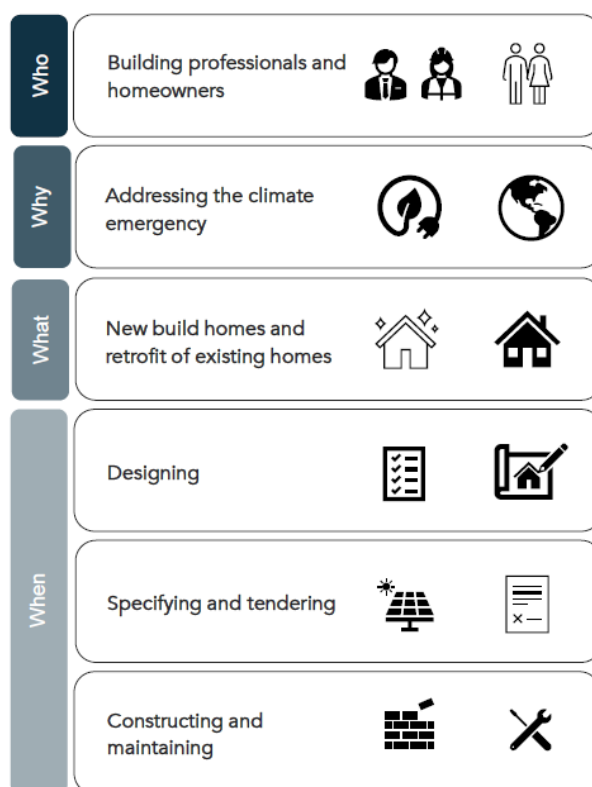 Who
Building professionals and
homeowners
Why
Addressing the climate
emergency
What
New build homes and
retrofit of existing homes
When
Designing
Specifying and tendering
Constructing and
maintaining